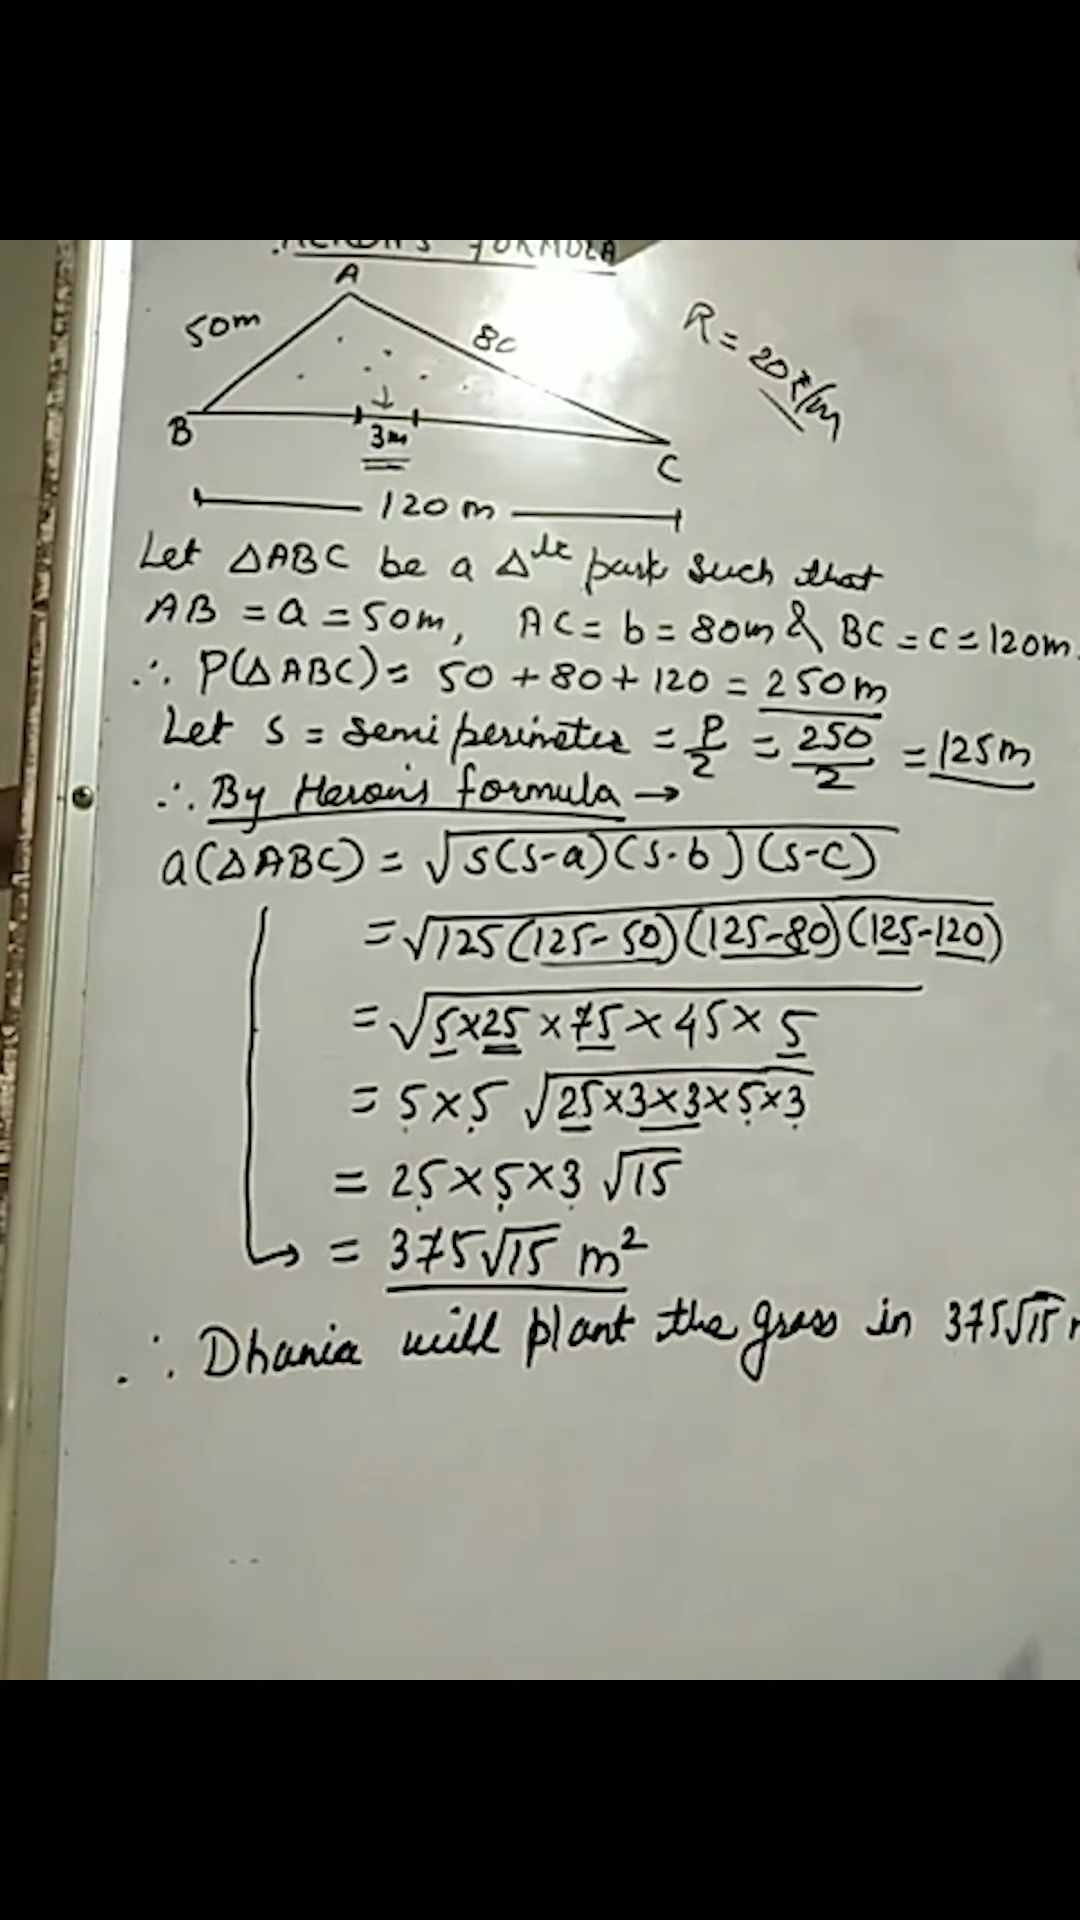 HERON'S FORMULA
A
50m
80
R = 20₹/m
B
3m
C
120 m
Let △ABC be a △le park such that
AB = a = 50m, AC = b = 80m & BC = c = 120m.
∴ P(△ABC) = 50 + 80 + 120 = 250m
Let s = Semi perimeter = P/2 = 250/2 = 125m
∴ By Heron's formula →
a(△ABC) = √s(s-a)(s-b)(s-c)
= √125(125-50)(125-80)(125-120)
= √5×25×75×45×5
= 5×5 √25×3×3×5×3
= 25×5×3 √15
= 375√15 m²
∴ Dhania will plant the grass in 375√15 m